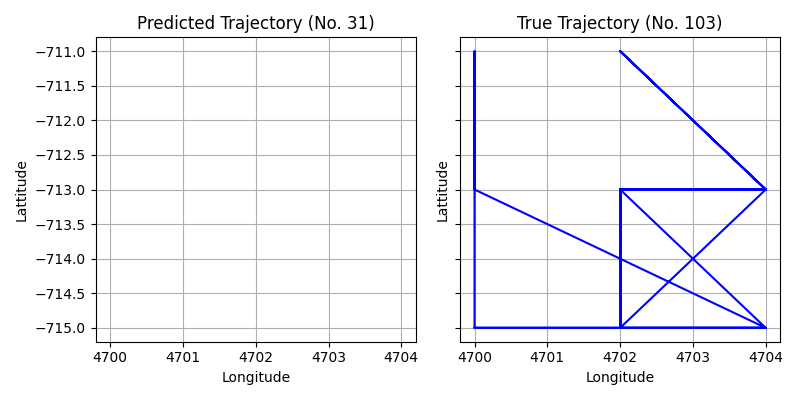 Predicted Trajectory (No. 31)
−711.0
−711.5
−712.0
−712.5
−713.0
−713.5
−714.0
−714.5
−715.0
Lattitude
4700 4701 4702 4703 4704
Longitude
True Trajectory (No. 103)
Lattitude
4700 4701 4702 4703 4704
Longitude